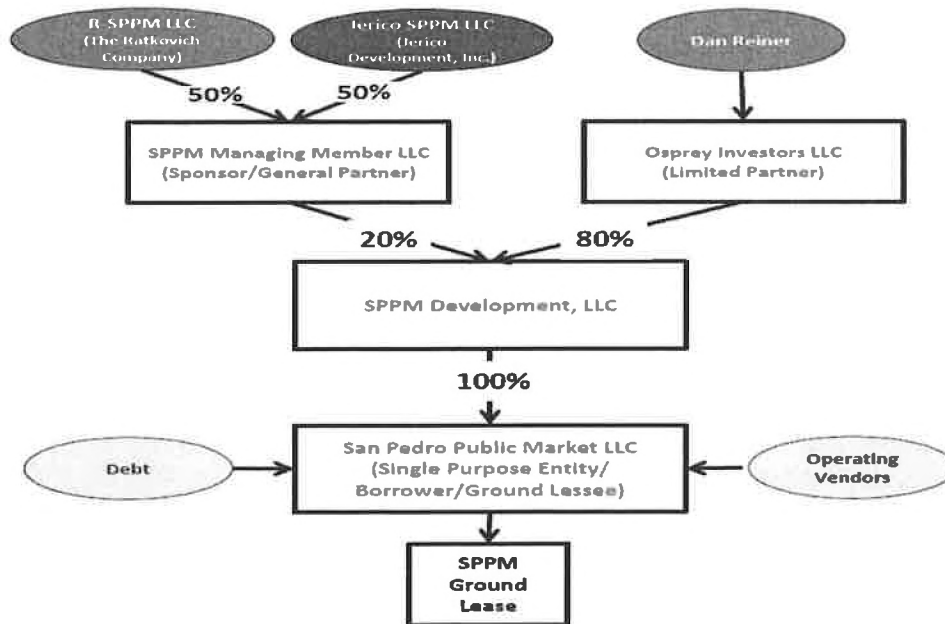 R-SPPM LLC
(The Ratkovich
Company)
Jerico SPPM LLC
(Jerico
Development, Inc.)
Dan Reiner
50%
50%
SPPM Managing Member LLC
(Sponsor/General Partner)
Osprey Investors LLC
(Limited Partner)
20%
80%
SPPM Development, LLC
100%
San Pedro Public Market LLC
(Single Purpose Entity/
Borrower/Ground Lessee)
Debt
Operating
Vendors
SPPM
Ground
Lease